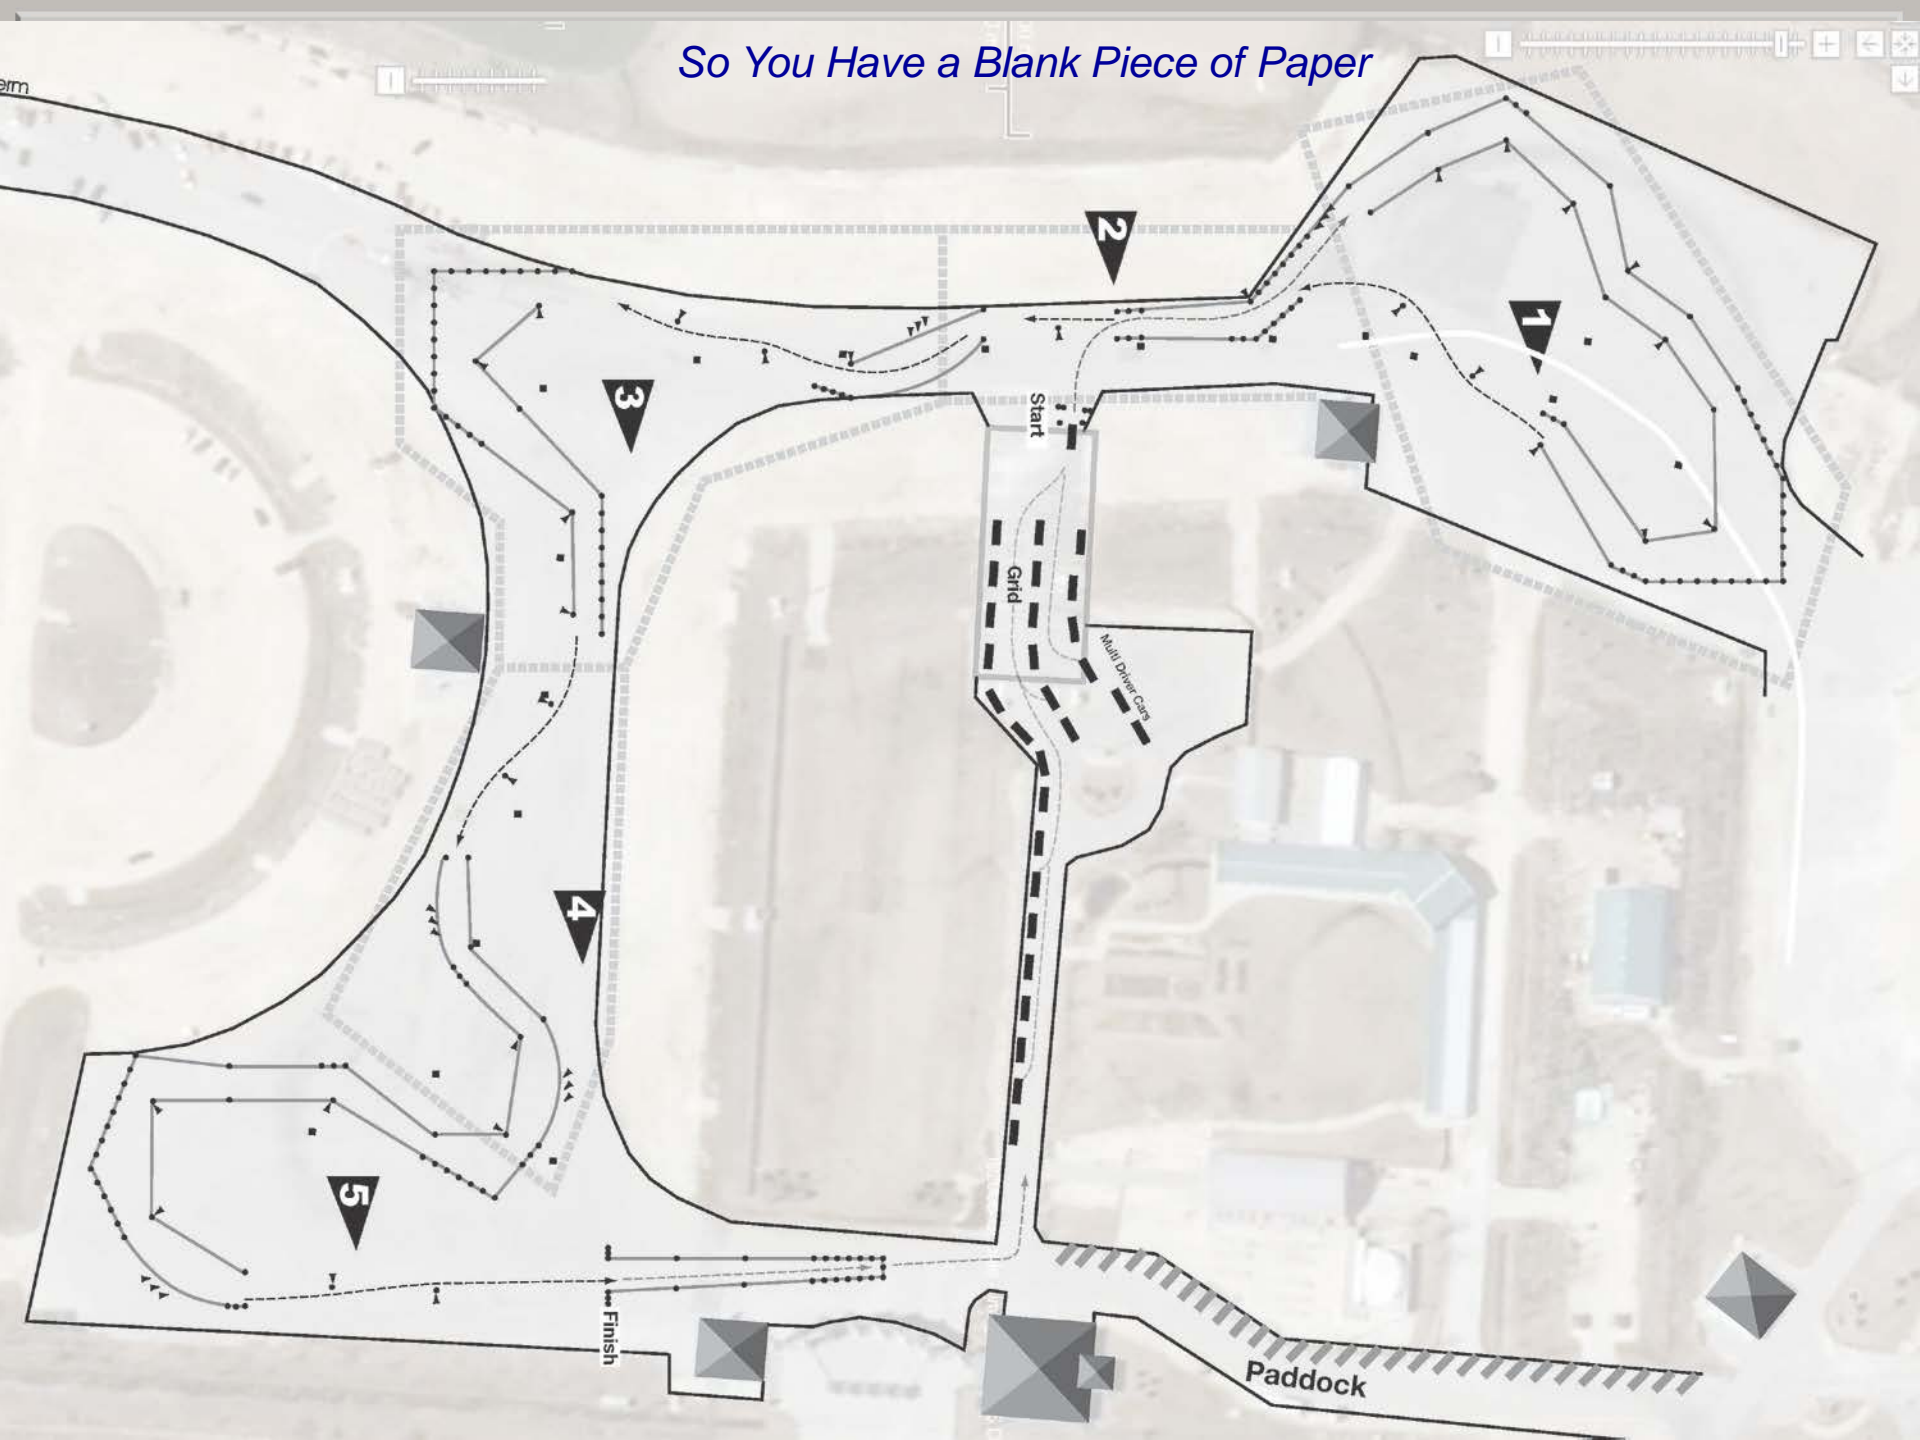 So You Have a Blank Piece of Paper
erm
2
1
3
Start
Grid
Multi Driver Cars
4
5
Finish
Paddock